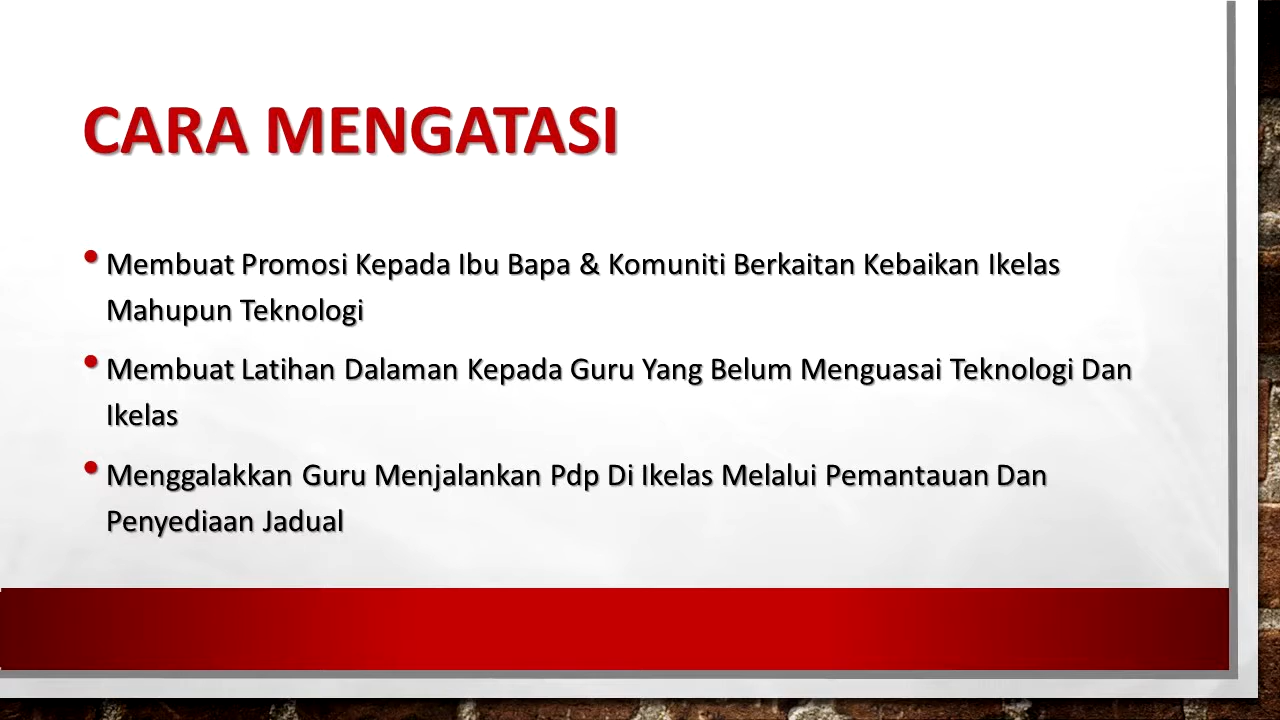 CARA MENGATASI
• Membuat Promosi Kepada Ibu Bapa & Komuniti Berkaitan Kebaikan Ikelas
Mahupun Teknologi
• Membuat Latihan Dalaman Kepada Guru Yang Belum Menguasai Teknologi Dan
Ikelas
• Menggalakkan Guru Menjalankan Pdp Di Ikelas Melalui Pemantauan Dan
Penyediaan Jadual